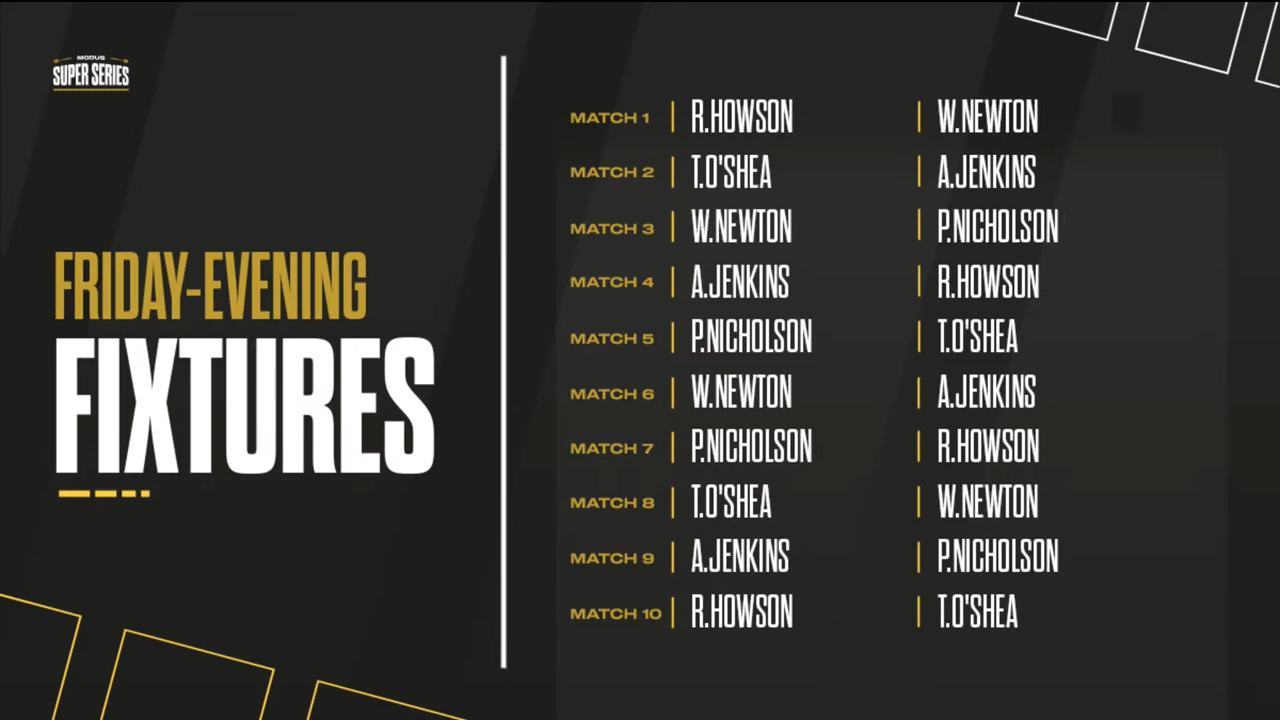 MODUS
SUPER SERIES
FRIDAY-EVENING
FIXTURES
MATCH 1 R.HOWSON W.NEWTON
MATCH 2 T.O'SHEA A.JENKINS
MATCH 3 W.NEWTON P.NICHOLSON
MATCH 4 A.JENKINS R.HOWSON
MATCH 5 P.NICHOLSON T.O'SHEA
MATCH 6 W.NEWTON A.JENKINS
MATCH 7 P.NICHOLSON R.HOWSON
MATCH 8 T.O'SHEA W.NEWTON
MATCH 9 A.JENKINS P.NICHOLSON
MATCH 10 R.HOWSON T.O'SHEA